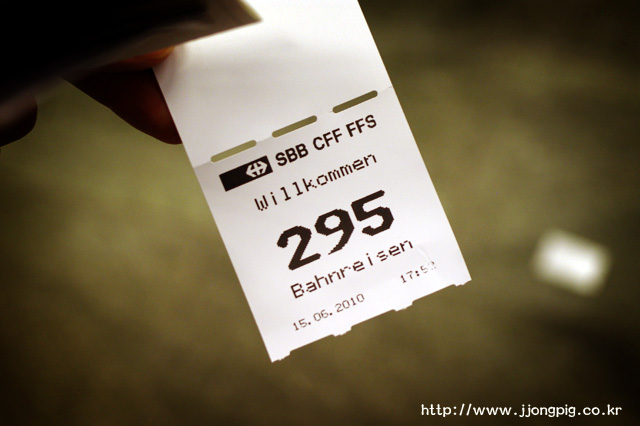 SBB CFF FFS
Willkommen
295
Bahnreisen
15.06.2010
http://www.jjongpig.co.kr